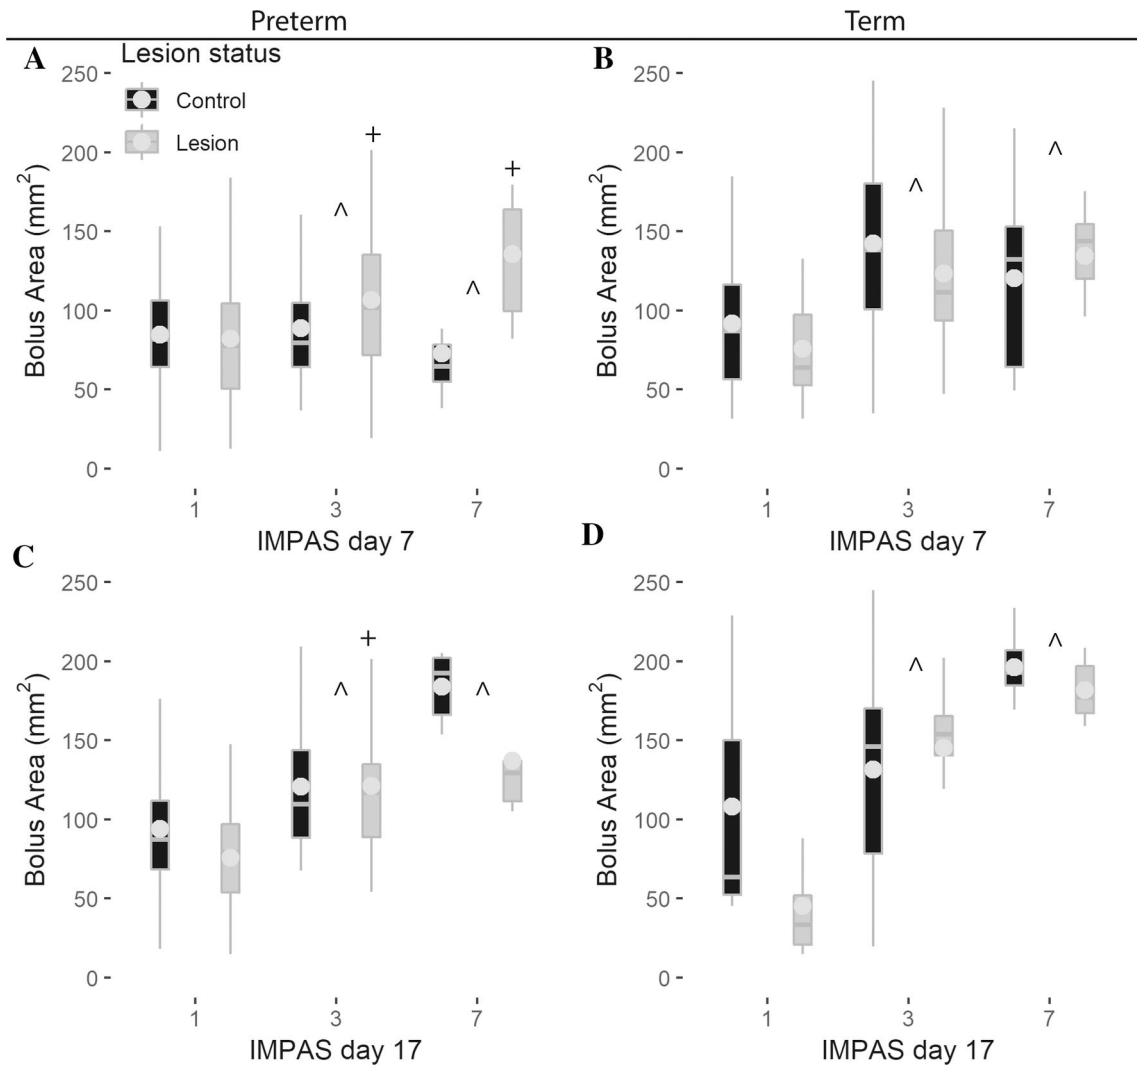 Preterm
Term
A
Lesion status
Control
Lesion
250
200
150
100
50
0
Bolus Area (mm²)
+
+
^
^
1
3
7
IMPAS day 7
B
250
200
150
100
50
0
Bolus Area (mm²)
^
^
1
3
7
IMPAS day 7
C
250
200
150
100
50
0
Bolus Area (mm²)
+
^
^
1
3
7
IMPAS day 17
D
250
200
150
100
50
0
Bolus Area (mm²)
^
^
1
3
7
IMPAS day 17